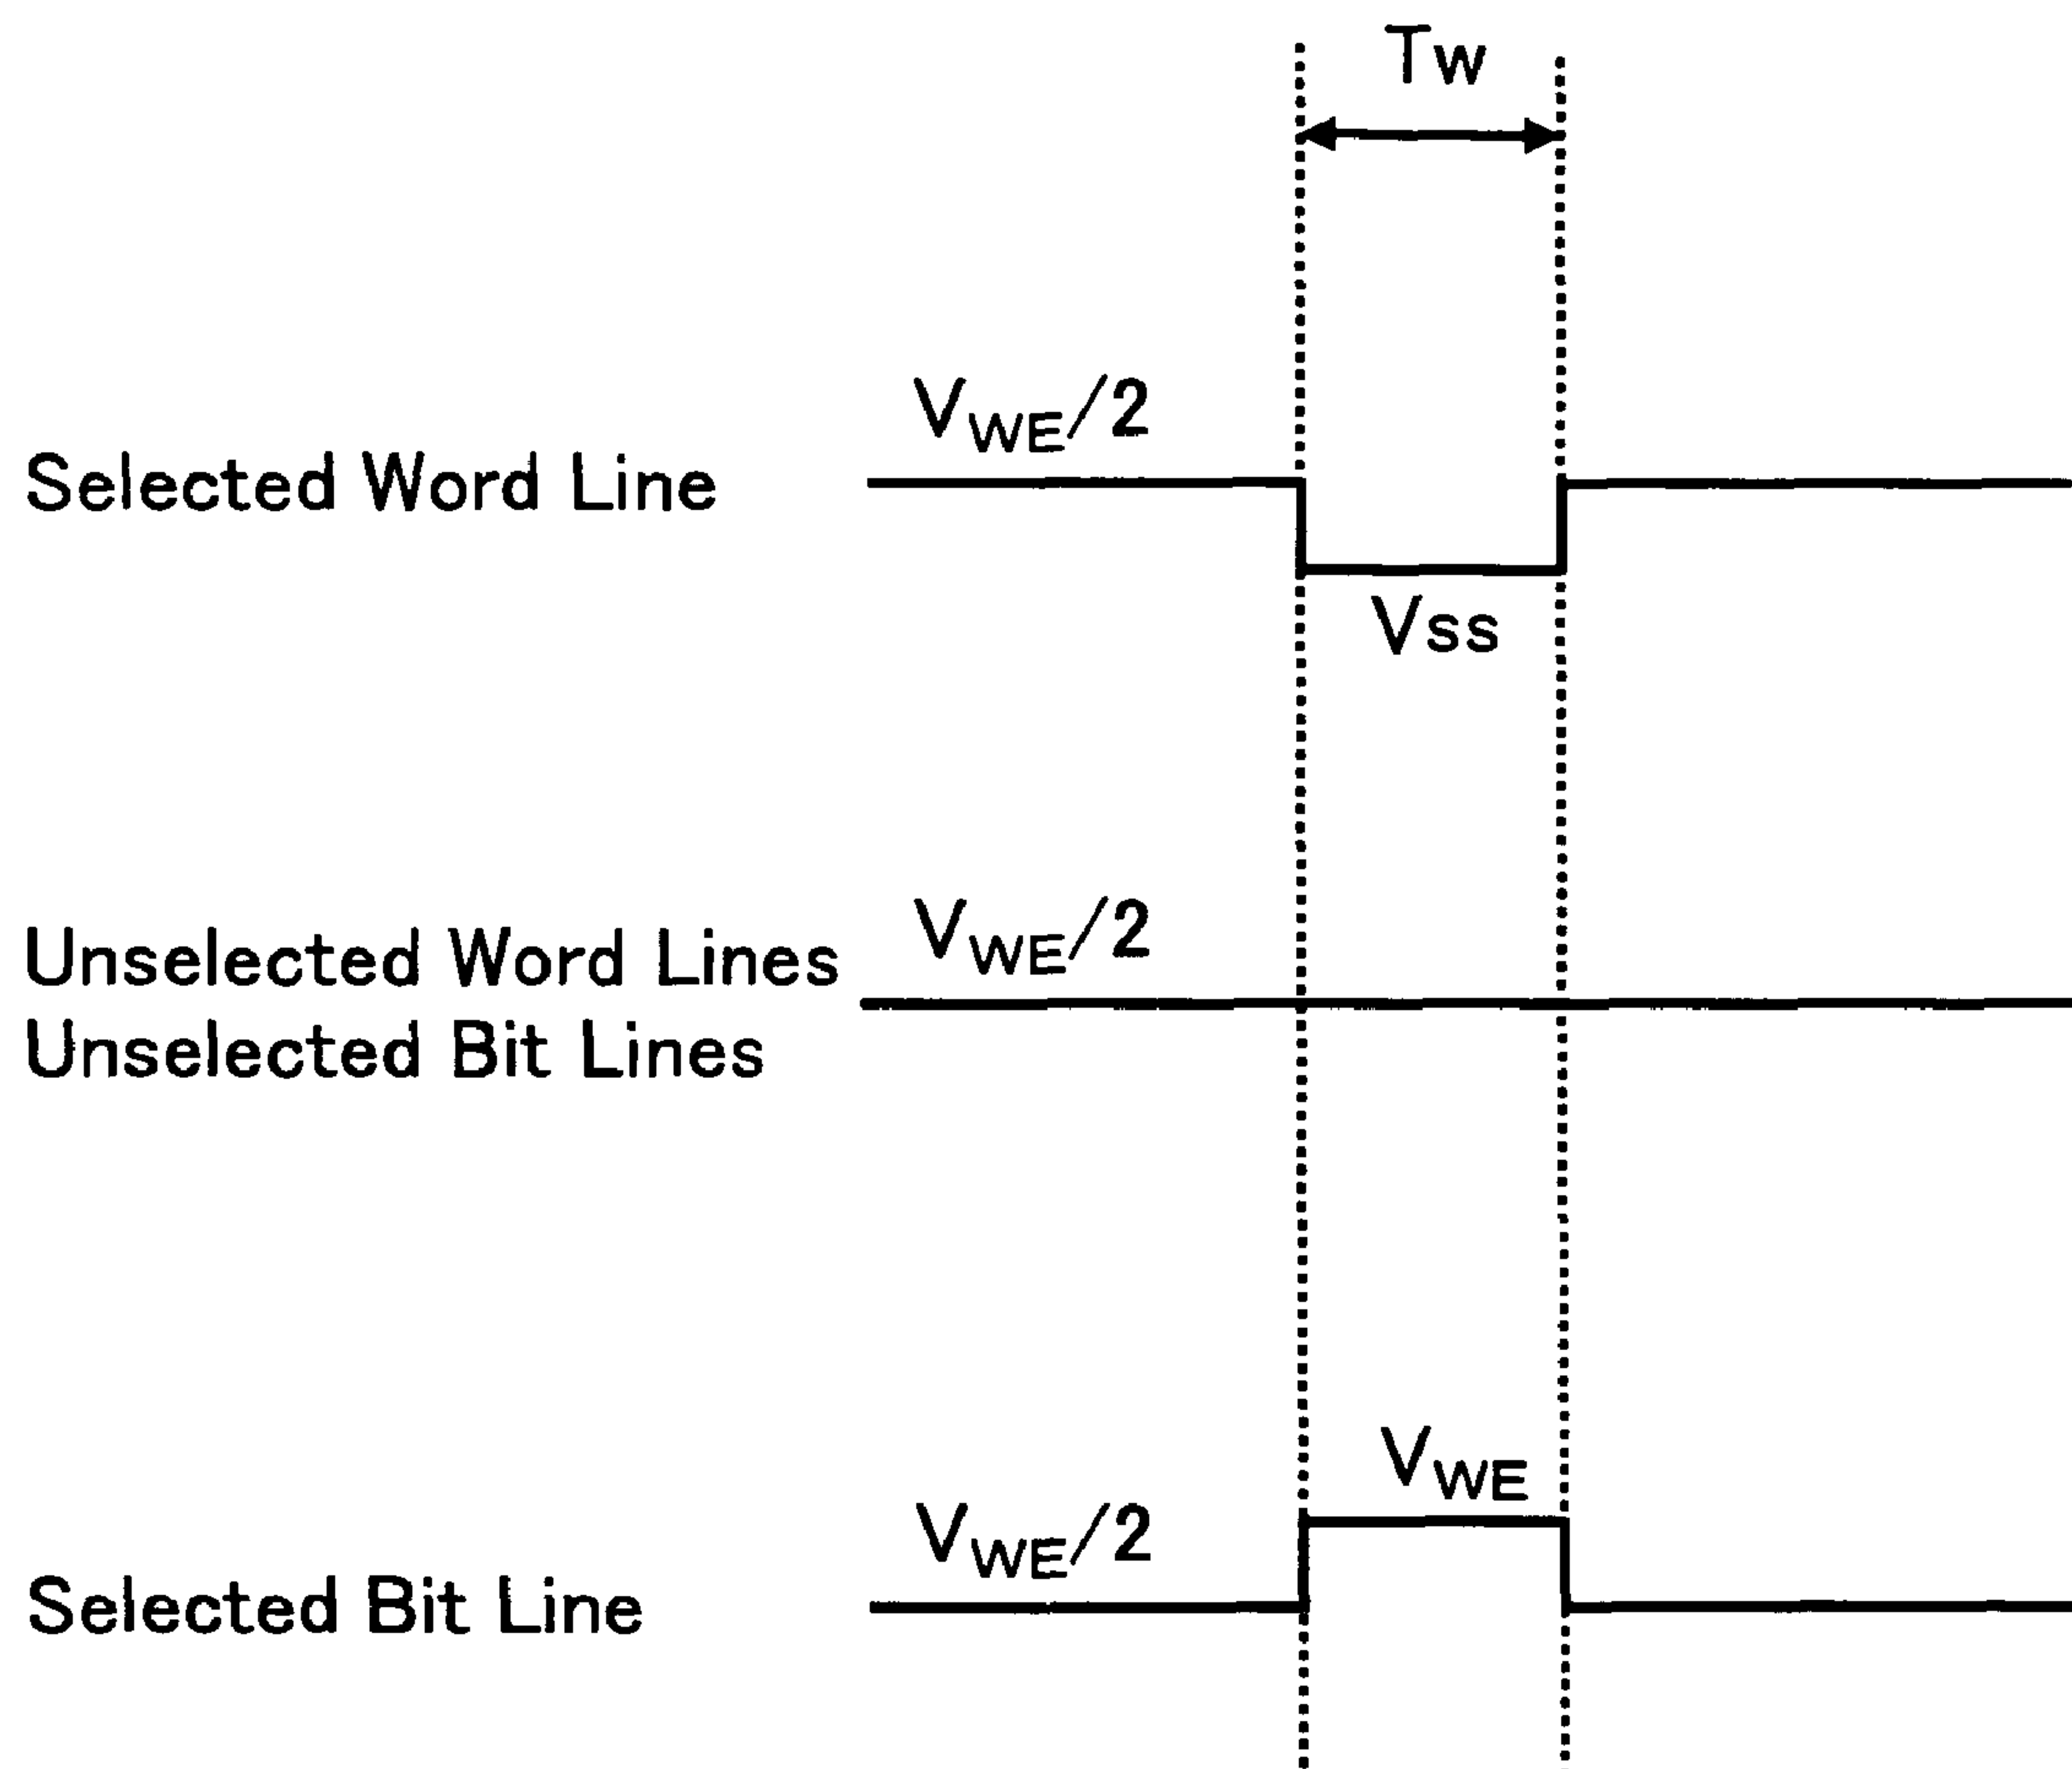 Tw
V_WE/2
Selected Word Line
Vss
V_WE/2
Unselected Word Lines
Unselected Bit Lines
V_WE
V_WE/2
Selected Bit Line